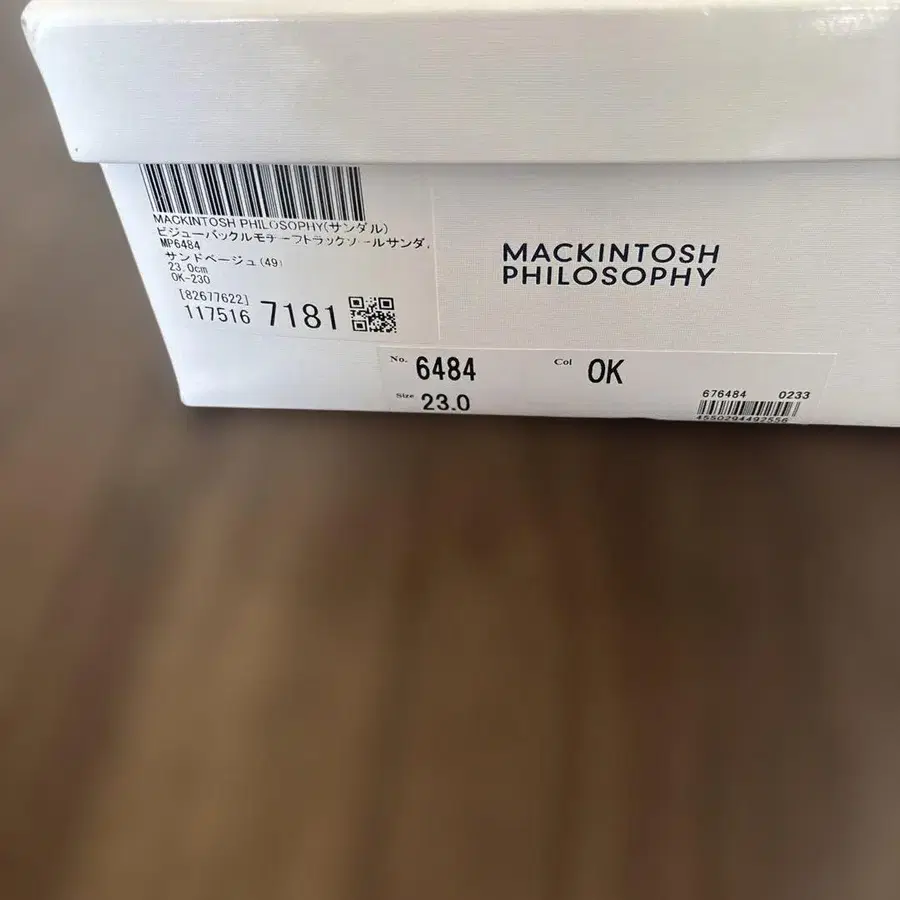 MACKINTOSH PHILOSOPHY(サンダル)
ビジューバックルモチーフトラックソールサンダ
MP6484
サンドベージュ(49)
23.0cm
OK-230
[82677622]
117516 7181
MACKINTOSH
PHILOSOPHY
No. 6484
Col OK
Size 23.0
676484 0233
4550294492556